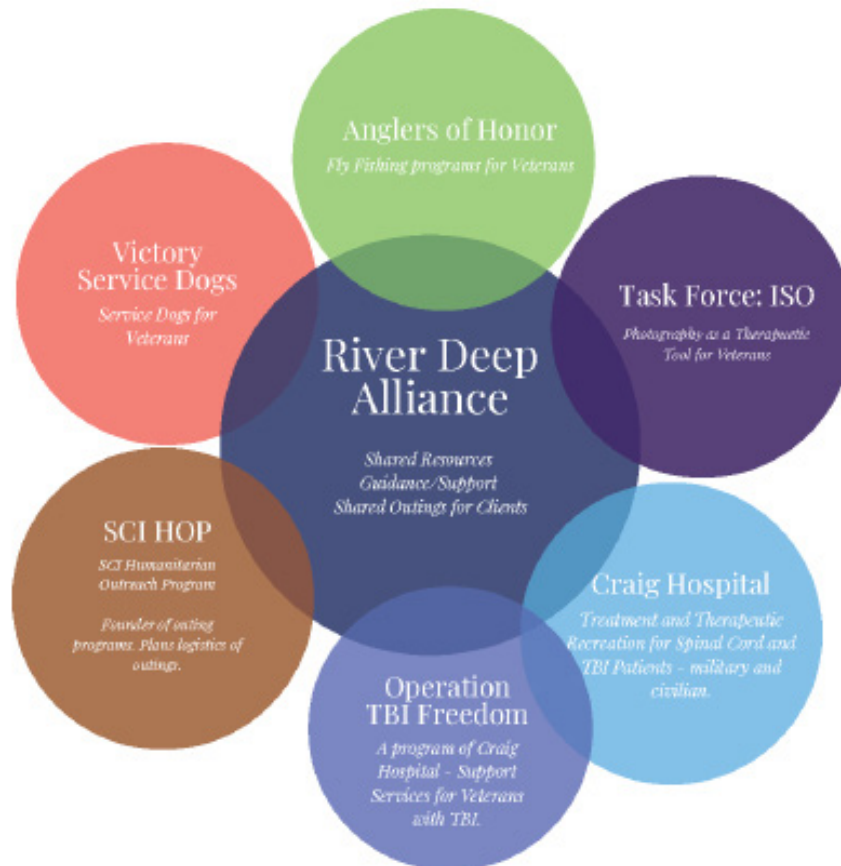 Anglers of Honor
Fly Fishing programs for Veterans
Victory
Service Dogs
Service Dogs for
Veterans
Task Force: ISO
Photography as a Therapuetic
Tool for Veterans
River Deep
Alliance
Shared Resources
Guidance/Support
Shared Outings for Clients
SCI HOP
SCI Humanitarian
Outreach Program
Founder of outing
programs. Plans logistics of
outings.
Craig Hospital
Treatment and Therapeutic
Recreation for Spinal Cord and
TBI Patients - military and
civilian.
Operation
TBI Freedom
A program of Craig
Hospital - Support
Services for Veterans
with TBI.